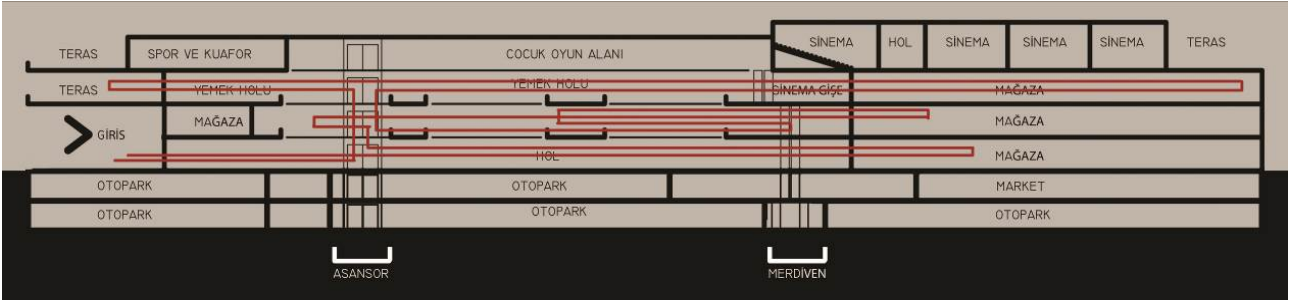 TERAS SPOR VE KUAFOR COCUK OYUN ALANI SİNEMA HOL SİNEMA SİNEMA SİNEMA TERAS
TERAS YEMEK HOLU YEMEK HOLU SİNEMA GİŞE MAĞAZA
GİRİS MAĞAZA MAĞAZA
HOL MAĞAZA
OTOPARK OTOPARK MARKET
OTOPARK OTOPARK OTOPARK
ASANSOR MERDİVEN